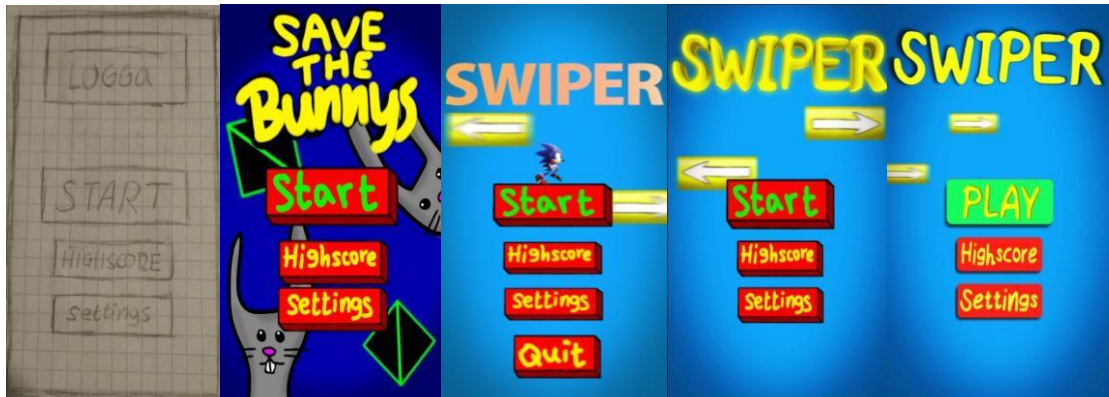 LOGGA
START
HIGHSCORE
settings
SAVE
THE
Bunnys
Start
Highscore
Settings
SWIPER
Start
Highscore
Settings
Quit
SWIPER
Start
Highscore
Settings
SWIPER
PLAY
Highscore
Settings